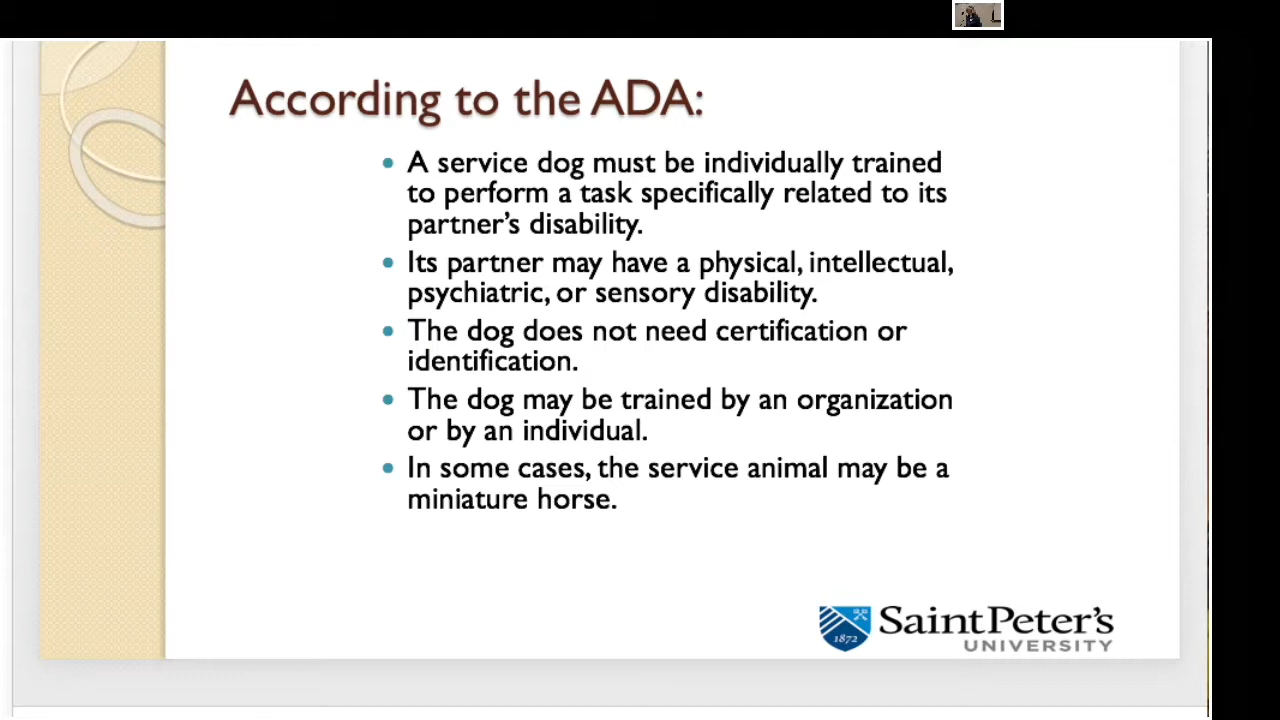 According to the ADA:
• A service dog must be individually trained
to perform a task specifically related to its
partner's disability.
• Its partner may have a physical, intellectual,
psychiatric, or sensory disability.
• The dog does not need certification or
identification.
• The dog may be trained by an organization
or by an individual.
• In some cases, the service animal may be a
miniature horse.
1872
Saint Peter's
UNIVERSITY